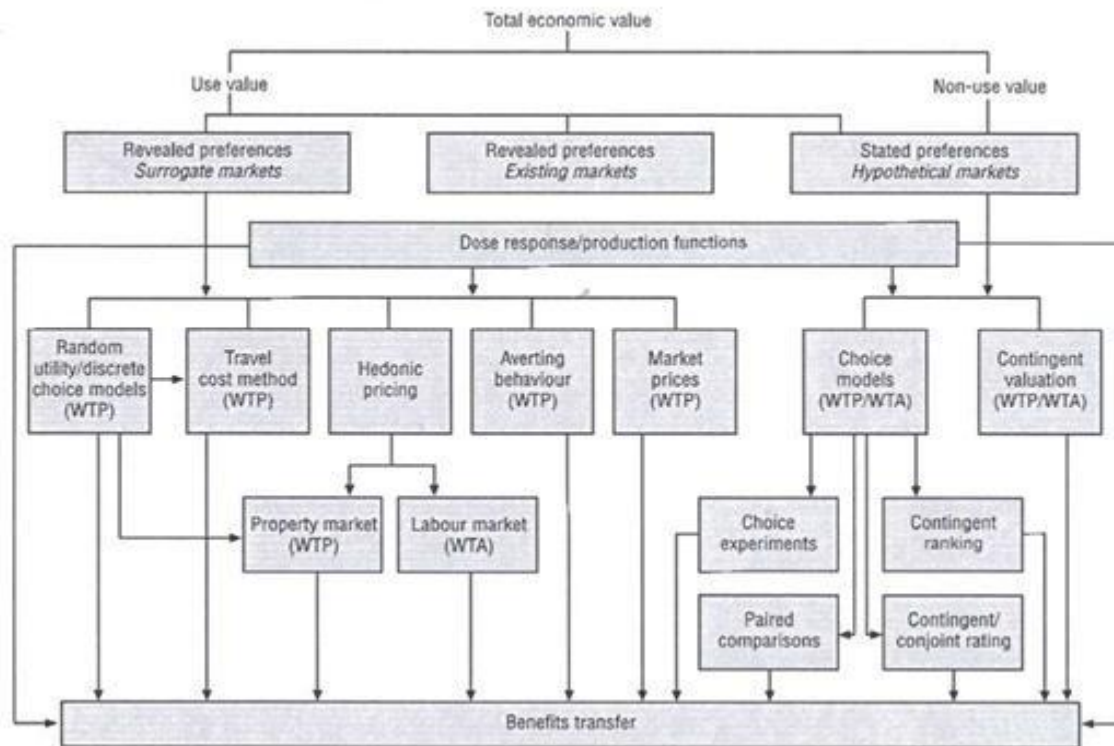 Total economic value
Use value
Non-use value
Revealed preferences
Surrogate markets
Revealed preferences
Existing markets
Stated preferences
Hypothetical markets
Dose response/production functions
Random
utility/discrete
choice models
(WTP)
Travel
cost method
(WTP)
Hedonic
pricing
Averting
behaviour
(WTP)
Market
prices
(WTP)
Choice
models
(WTP/WTA)
Contingent
valuation
(WTP/WTA)
Property market
(WTP)
Labour market
(WTA)
Choice
experiments
Contingent
ranking
Paired
comparisons
Contingent/
conjoint rating
Benefits transfer